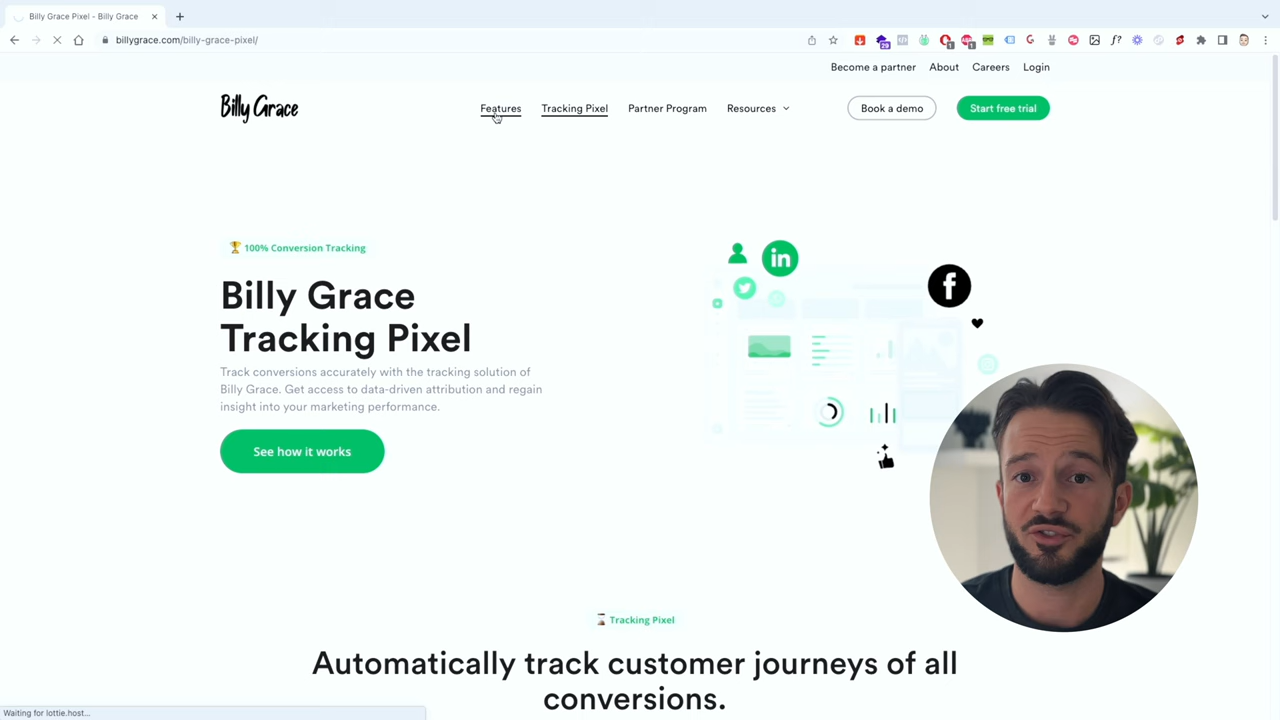 Billy Grace Pixel - Billy Grace
billygrace.com/billy-grace-pixel/
Become a partner
About
Careers
Login
Billy Grace
Features
Tracking Pixel
Partner Program
Resources
Book a demo
Start free trial
🏆 100% Conversion Tracking
Billy Grace
Tracking Pixel
Track conversions accurately with the tracking solution of
Billy Grace. Get access to data-driven attribution and regain
insight into your marketing performance.
See how it works
in
f
⏳ Tracking Pixel
Automatically track customer journeys of all
conversions.
Waiting for lottie.host...